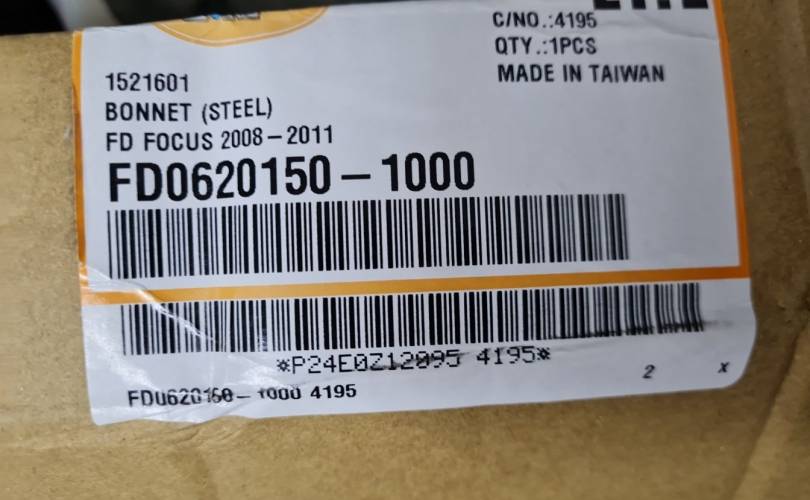 C/NO.:4195
QTY.:1PCS
MADE IN TAIWAN
1521601
BONNET (STEEL)
FD FOCUS 2008-2011
FD0620150-1000
*P24E0Z12095 4195*
FD0620150-1000 4195
2 x